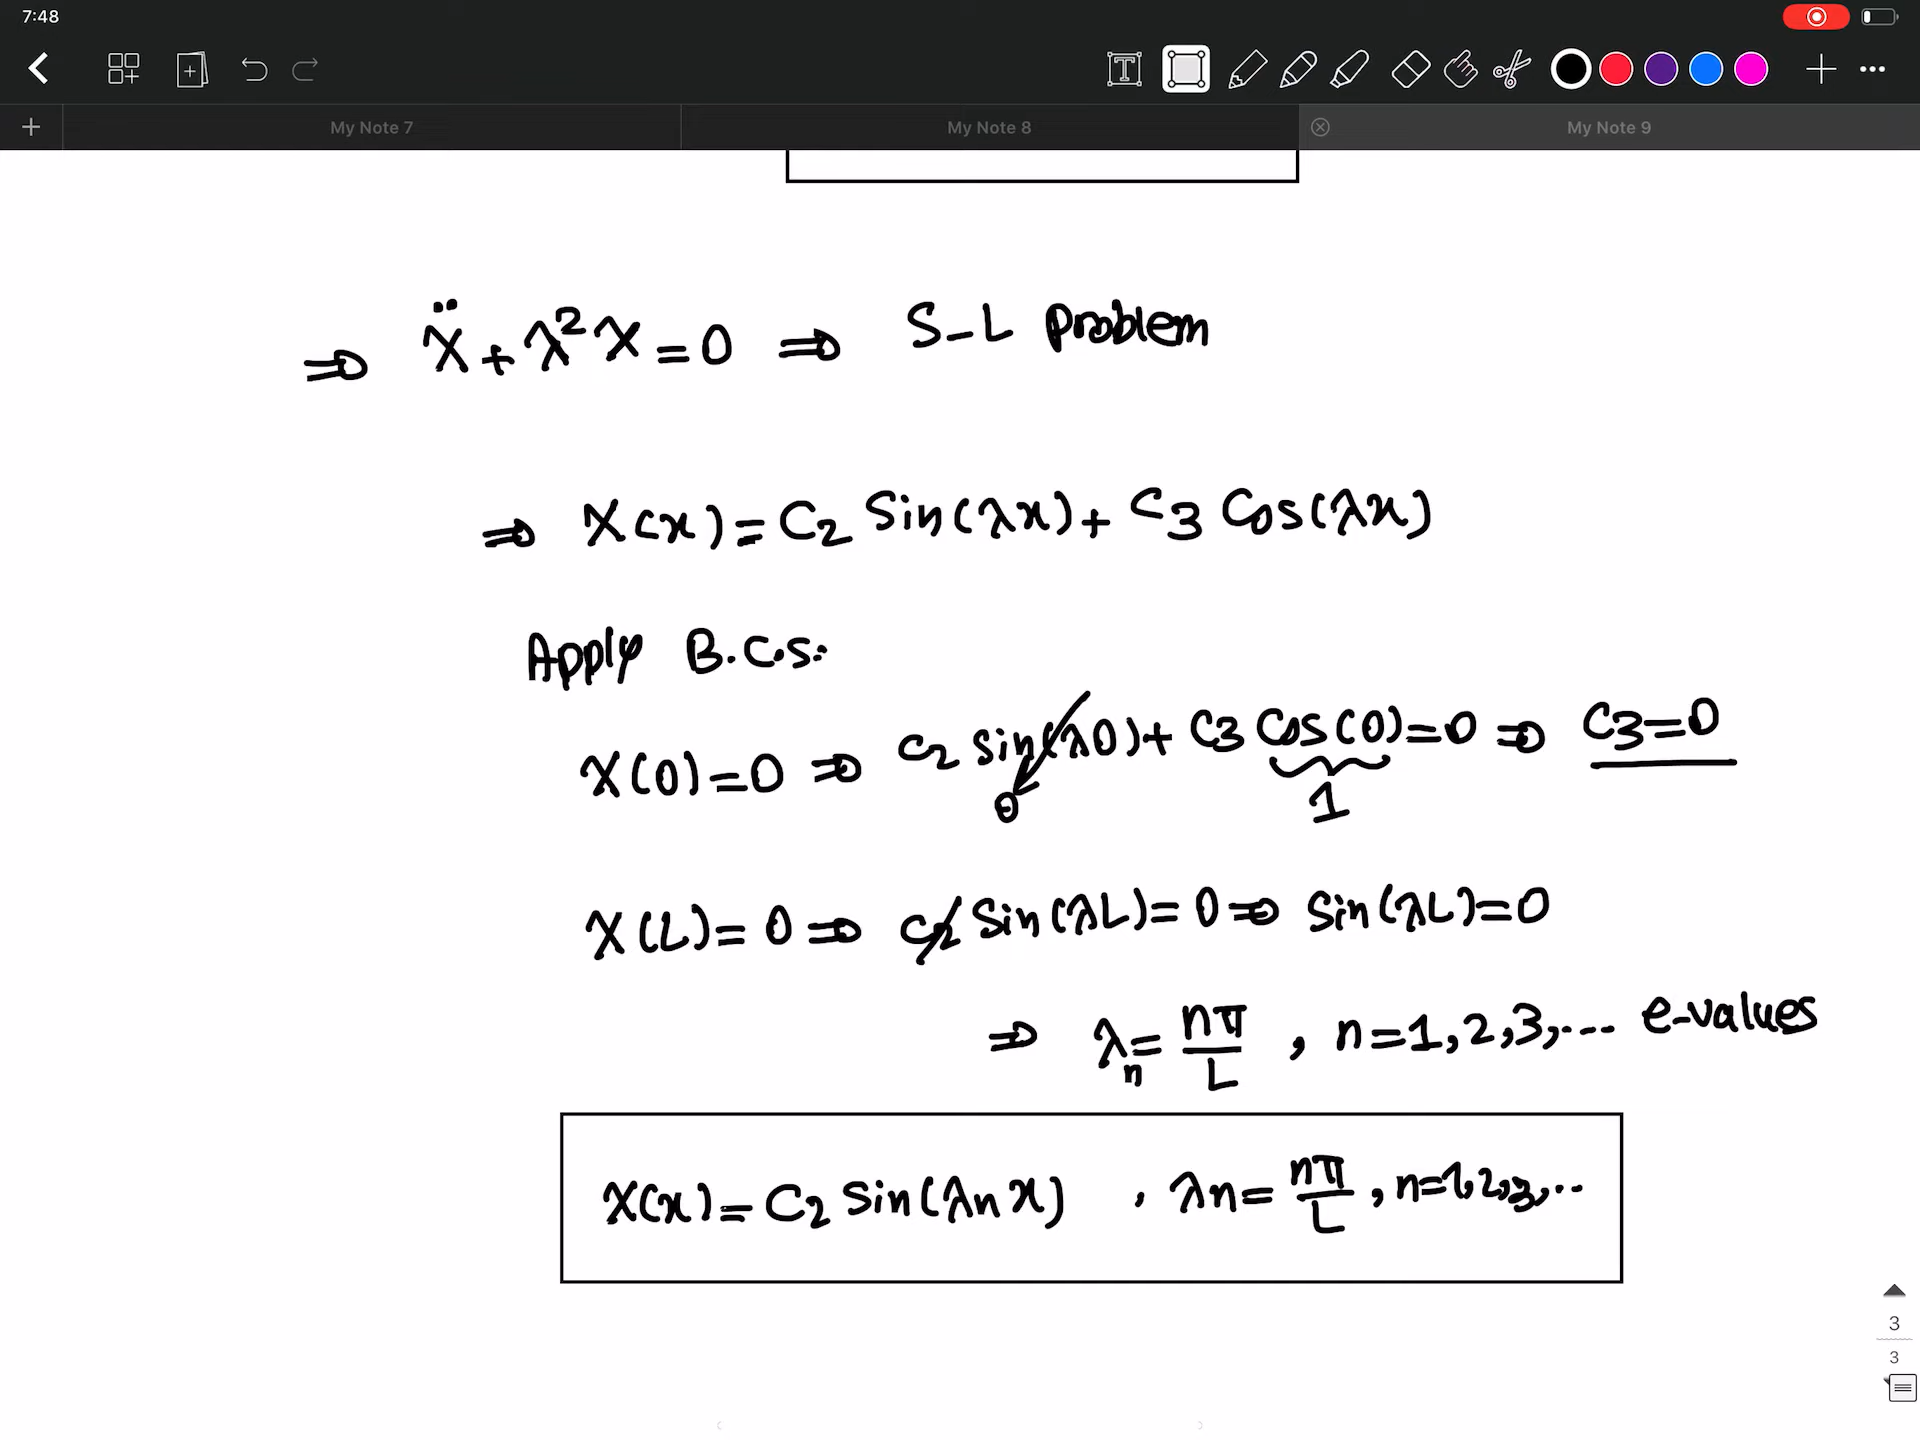 7:48
My Note 7 My Note 8 My Note 9
⇒ Ẍ + λ² X = 0 ⇒ S-L Problem
⇒ X(x) = C₂ Sin(λx) + C₃ Cos(λx)
Apply B.C.s:
X(0) = 0 ⇒ C₂ Sin(λ0) + C₃ Cos(0) = 0 ⇒ C₃ = 0
0 1
X(L) = 0 ⇒ C₂ Sin(λL) = 0 ⇒ Sin(λL) = 0
⇒ λₙ = nπ/L , n = 1, 2, 3, ... e-values
X(x) = C₂ Sin(λn x) , λn = nπ/L , n = 1, 2, 3, ...
3
3